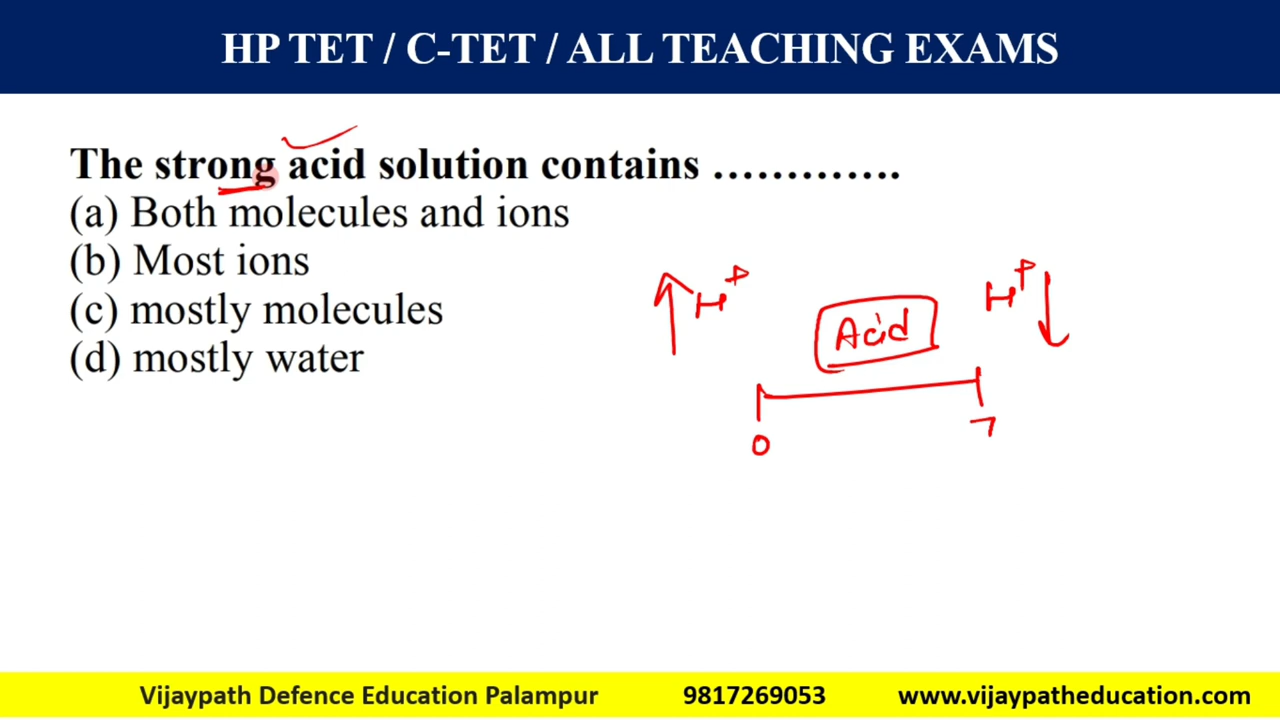 HP TET / C-TET / ALL TEACHING EXAMS
The strong acid solution contains ………….
(a) Both molecules and ions
(b) Most ions
(c) mostly molecules
(d) mostly water
↑ H⁺ Acid H⁺ ↓
0 7
Vijaypath Defence Education Palampur 9817269053 www.vijaypatheducation.com